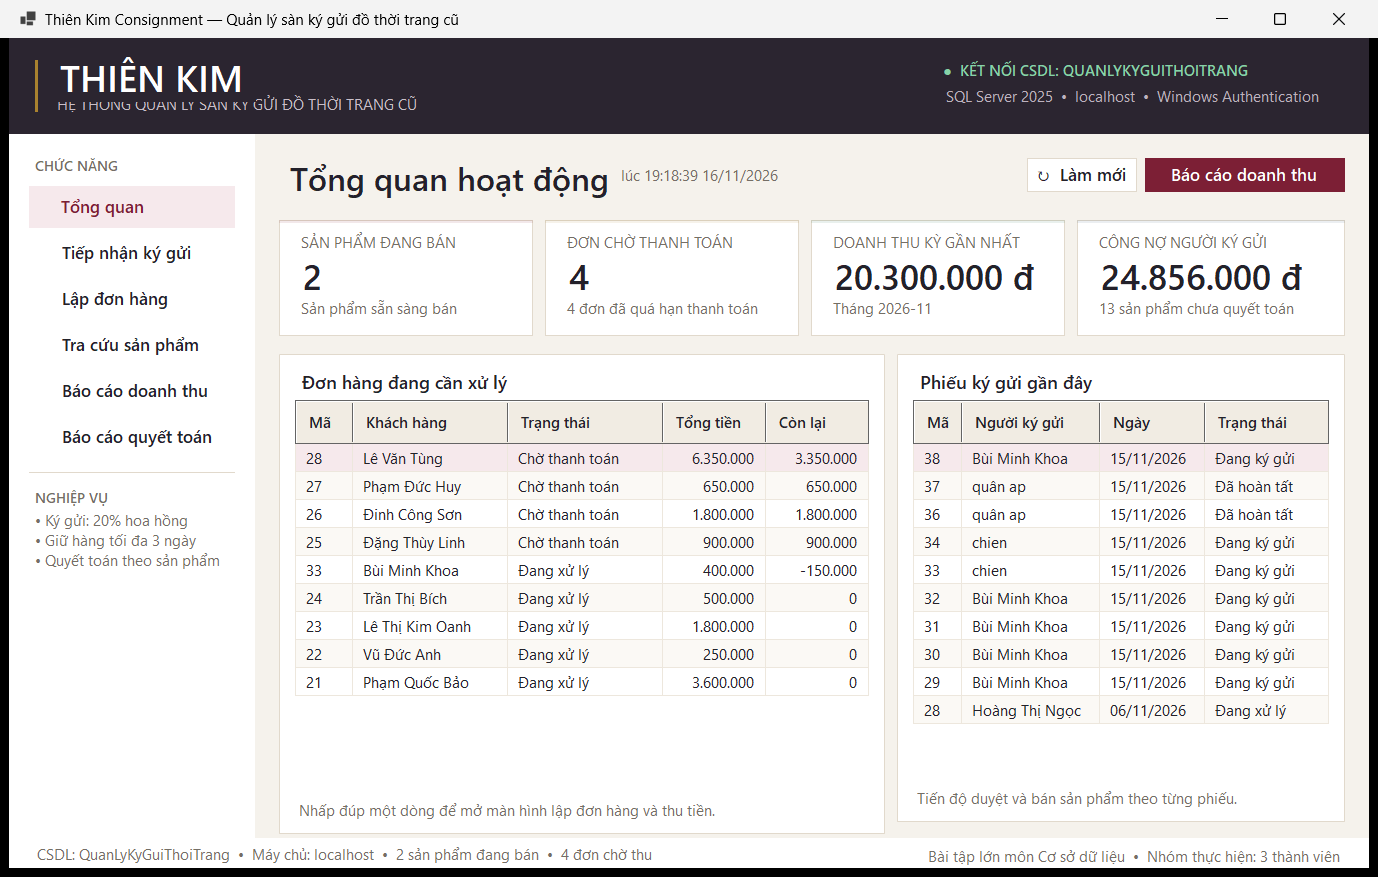 Thiên Kim Consignment — Quản lý sàn ký gửi đồ thời trang cũ
THIÊN KIM
HỆ THỐNG QUẢN LÝ SÀN KÝ GỬI ĐỒ THỜI TRANG CŨ
● KẾT NỐI CSDL: QUANLYKYGUITHOITRANG
SQL Server 2025 • localhost • Windows Authentication
CHỨC NĂNG
Tổng quan
Tiếp nhận ký gửi
Lập đơn hàng
Tra cứu sản phẩm
Báo cáo doanh thu
Báo cáo quyết toán
NGHIỆP VỤ
• Ký gửi: 20% hoa hồng
• Giữ hàng tối đa 3 ngày
• Quyết toán theo sản phẩm
Tổng quan hoạt động lúc 19:18:39 16/11/2026
↻ Làm mới
Báo cáo doanh thu
SẢN PHẨM ĐANG BÁN
2
Sản phẩm sẵn sàng bán
ĐƠN CHỜ THANH TOÁN
4
4 đơn đã quá hạn thanh toán
DOANH THU KỲ GẦN NHẤT
20.300.000 đ
Tháng 2026-11
CÔNG NỢ NGƯỜI KÝ GỬI
24.856.000 đ
13 sản phẩm chưa quyết toán
Đơn hàng đang cần xử lý
Mã Khách hàng Trạng thái Tổng tiền Còn lại
28 Lê Văn Tùng Chờ thanh toán 6.350.000 3.350.000
27 Phạm Đức Huy Chờ thanh toán 650.000 650.000
26 Đinh Công Sơn Chờ thanh toán 1.800.000 1.800.000
25 Đặng Thùy Linh Chờ thanh toán 900.000 900.000
33 Bùi Minh Khoa Đang xử lý 400.000 -150.000
24 Trần Thị Bích Đang xử lý 500.000 0
23 Lê Thị Kim Oanh Đang xử lý 1.800.000 0
22 Vũ Đức Anh Đang xử lý 250.000 0
21 Phạm Quốc Bảo Đang xử lý 3.600.000 0
Nhấp đúp một dòng để mở màn hình lập đơn hàng và thu tiền.
Phiếu ký gửi gần đây
Mã Người ký gửi Ngày Trạng thái
38 Bùi Minh Khoa 15/11/2026 Đang ký gửi
37 quân ap 15/11/2026 Đã hoàn tất
36 quân ap 15/11/2026 Đã hoàn tất
34 chien 15/11/2026 Đang ký gửi
33 chien 15/11/2026 Đang ký gửi
32 Bùi Minh Khoa 15/11/2026 Đang ký gửi
31 Bùi Minh Khoa 15/11/2026 Đang ký gửi
30 Bùi Minh Khoa 15/11/2026 Đang ký gửi
29 Bùi Minh Khoa 15/11/2026 Đang ký gửi
28 Hoàng Thị Ngọc 06/11/2026 Đang xử lý
Tiến độ duyệt và bán sản phẩm theo từng phiếu.
CSDL: QuanLyKyGuiThoiTrang • Máy chủ: localhost • 2 sản phẩm đang bán • 4 đơn chờ thu
Bài tập lớn môn Cơ sở dữ liệu • Nhóm thực hiện: 3 thành viên